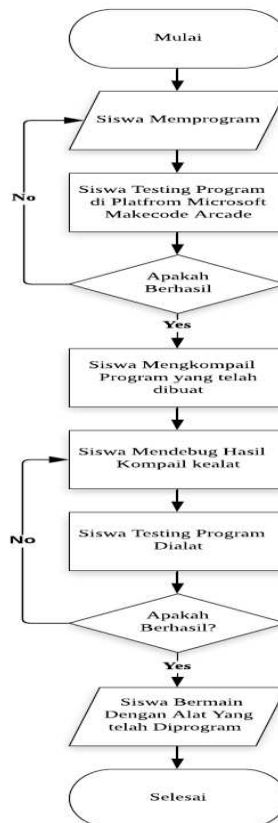 Mulai
Siswa Memprogram
No
Siswa Testing Program
di Platfrom Microsoft
Makecode Arcade
Apakah
Berhasil
Yes
Siswa Mengkompail
Program yang telah
dibuat
Siswa Mendebug Hasil
Kompail kealat
No
Siswa Testing Program
Dialat
Apakah
Berhasil?
Yes
Siswa Bermain
Dengan Alat Yang
telah Diprogram
Selesai